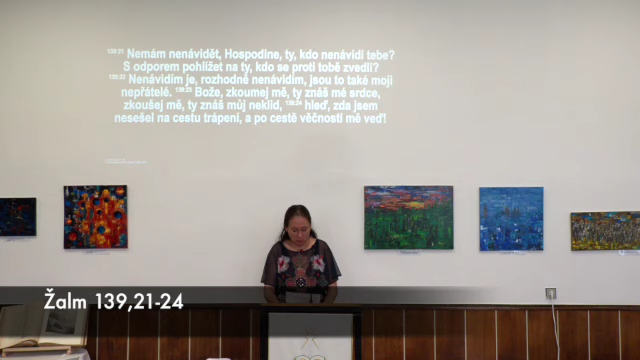 139:21 Nemám nenávidět, Hospodine, ty, kdo nenávidí tebe?
S odporem pohlížet na ty, kdo se proti tobě zvedli?
139:22 Nenávidím je, rozhodně nenávidím, jsou to také moji
nepřátelé. 139:23 Bože, zkoumej mě, ty znáš mé srdce,
zkoušej mě, ty znáš můj neklid, 139:24 hleď, zda jsem
nesešel na cestu trápení, a po cestě věčnosti mě veď!
Žalm 139,21-24